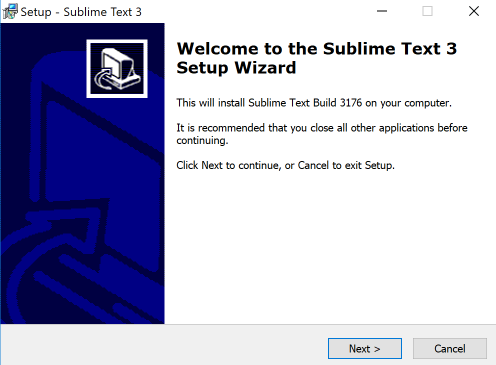 Setup - Sublime Text 3
Welcome to the Sublime Text 3
Setup Wizard
This will install Sublime Text Build 3176 on your computer.
It is recommended that you close all other applications before
continuing.
Click Next to continue, or Cancel to exit Setup.
Next >
Cancel